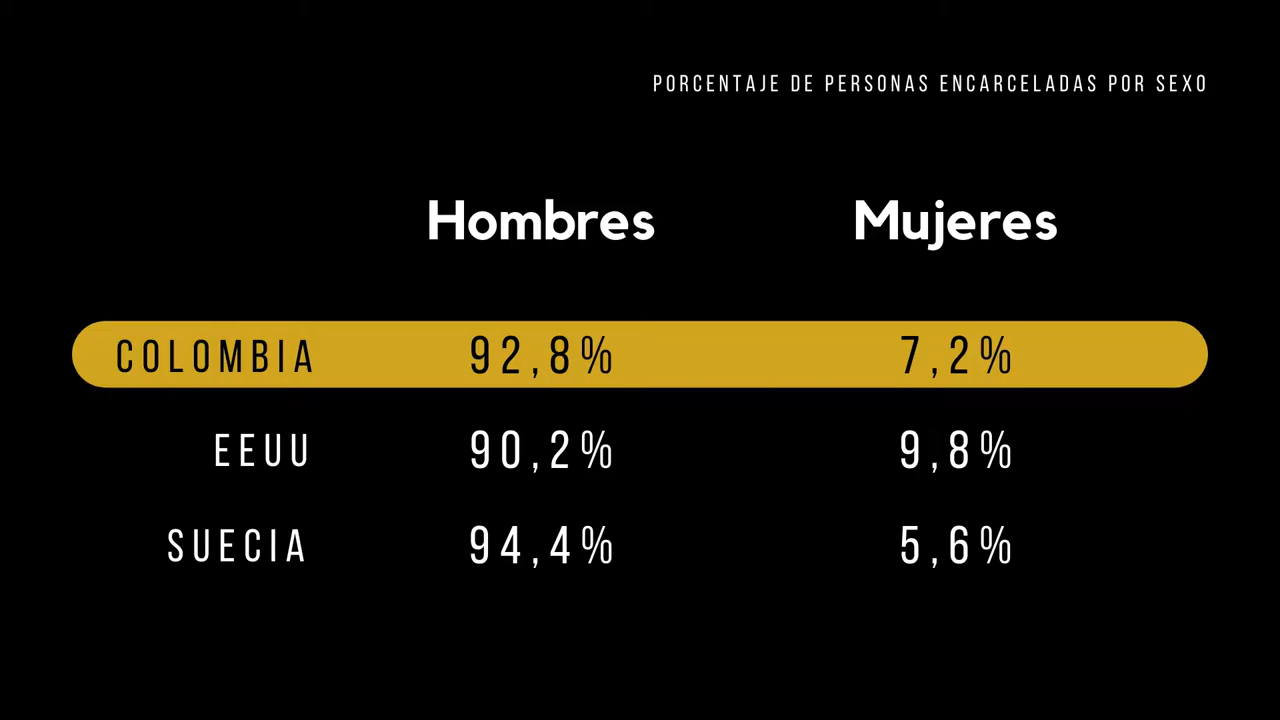 PORCENTAJE DE PERSONAS ENCARCELADAS POR SEXO
Hombres Mujeres
COLOMBIA 92,8% 7,2%
EEUU 90,2% 9,8%
SUECIA 94,4% 5,6%